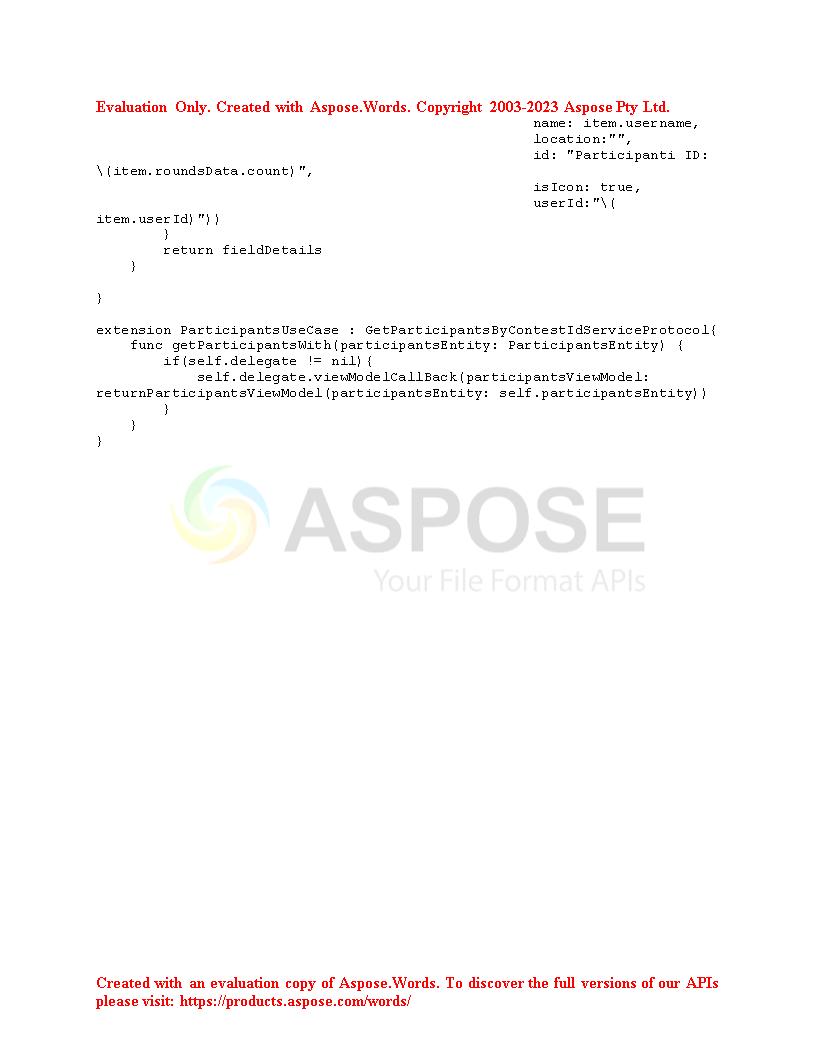 Evaluation Only. Created with Aspose.Words. Copyright 2003-2023 Aspose Pty Ltd.
name: item.username,
location:"",
id: "Participanti ID:
\(item.roundsData.count)",
isIcon: true,
userId:"\(
item.userId)"))
        }
        return fieldDetails
    }

}

extension ParticipantsUseCase : GetParticipantsByContestIdServiceProtocol{
    func getParticipantsWith(participantsEntity: ParticipantsEntity) {
        if(self.delegate != nil){
            self.delegate.viewModelCallBack(participantsViewModel:
returnParticipantsViewModel(participantsEntity: self.participantsEntity))
        }
    }
}
ASPOSE
Your File Format APIs
Created with an evaluation copy of Aspose.Words. To discover the full versions of our APIs
please visit: https://products.aspose.com/words/